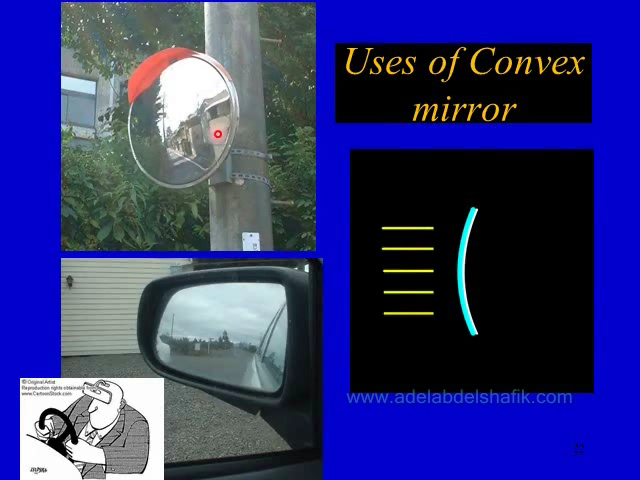 Uses of Convex
mirror
www.adelabdelshafik.com
© Original Artist
Reproduction rights obtainable from
www.CartoonStock.com